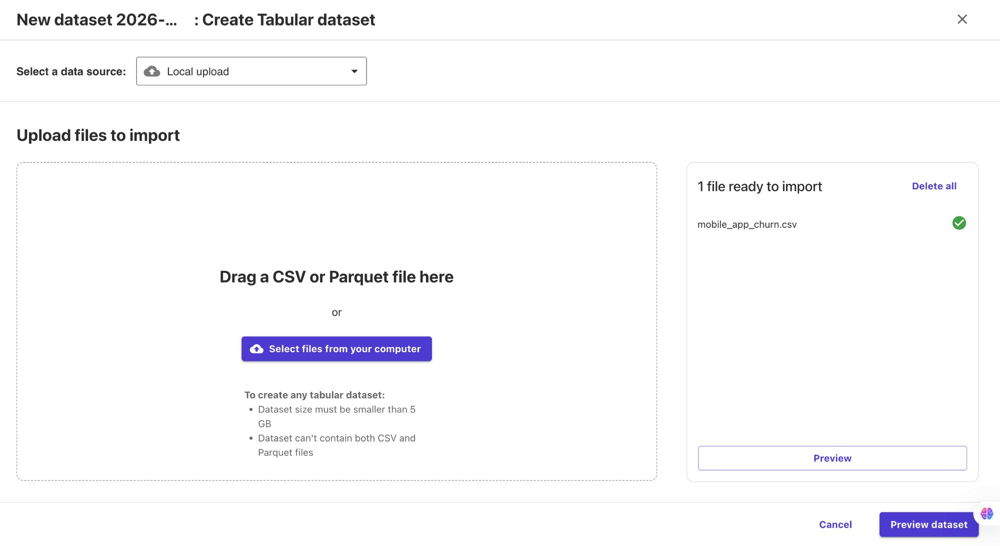 New dataset 2026-... : Create Tabular dataset
Select a data source:
Local upload
Upload files to import
Drag a CSV or Parquet file here
or
Select files from your computer
To create any tabular dataset:
• Dataset size must be smaller than 5
GB
• Dataset can't contain both CSV and
Parquet files
1 file ready to import
Delete all
mobile_app_churn.csv
Preview
Cancel
Preview dataset